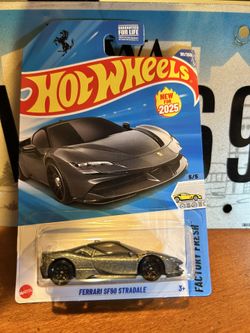 GUARANTEED
FOR LIFE
HOT WHEELS
NEW
FOR
2025
5/5
FACTORY FRESH
FERRARI SF90 STRADALE
3+